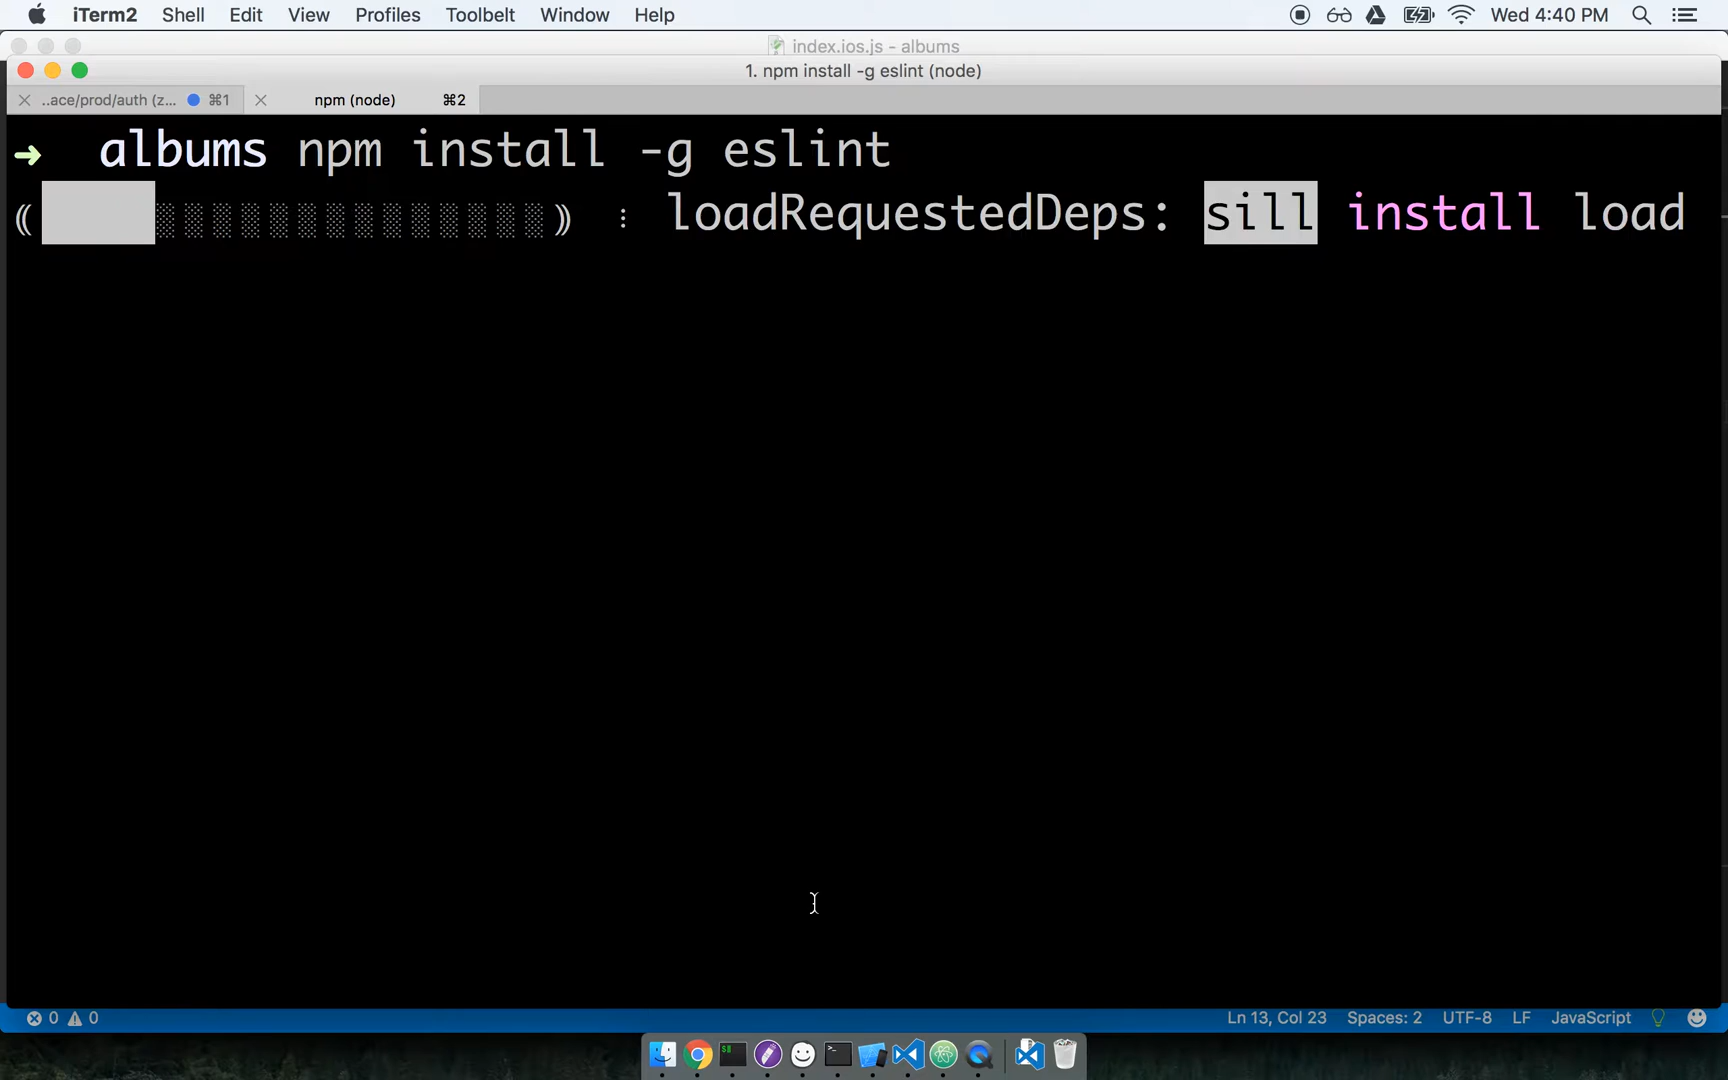 iTerm2 Shell Edit View Profiles Toolbelt Window Help Wed 4:40 PM
index.ios.js - albums
1. npm install -g eslint (node)
..ace/prod/auth (z... ⌘1 npm (node) ⌘2
➜ albums npm install -g eslint
⸨    ░░░░░░░░░░░░░░⸩ ⫶ loadRequestedDeps: sill install load
0 0 Ln 13, Col 23 Spaces: 2 UTF-8 LF JavaScript